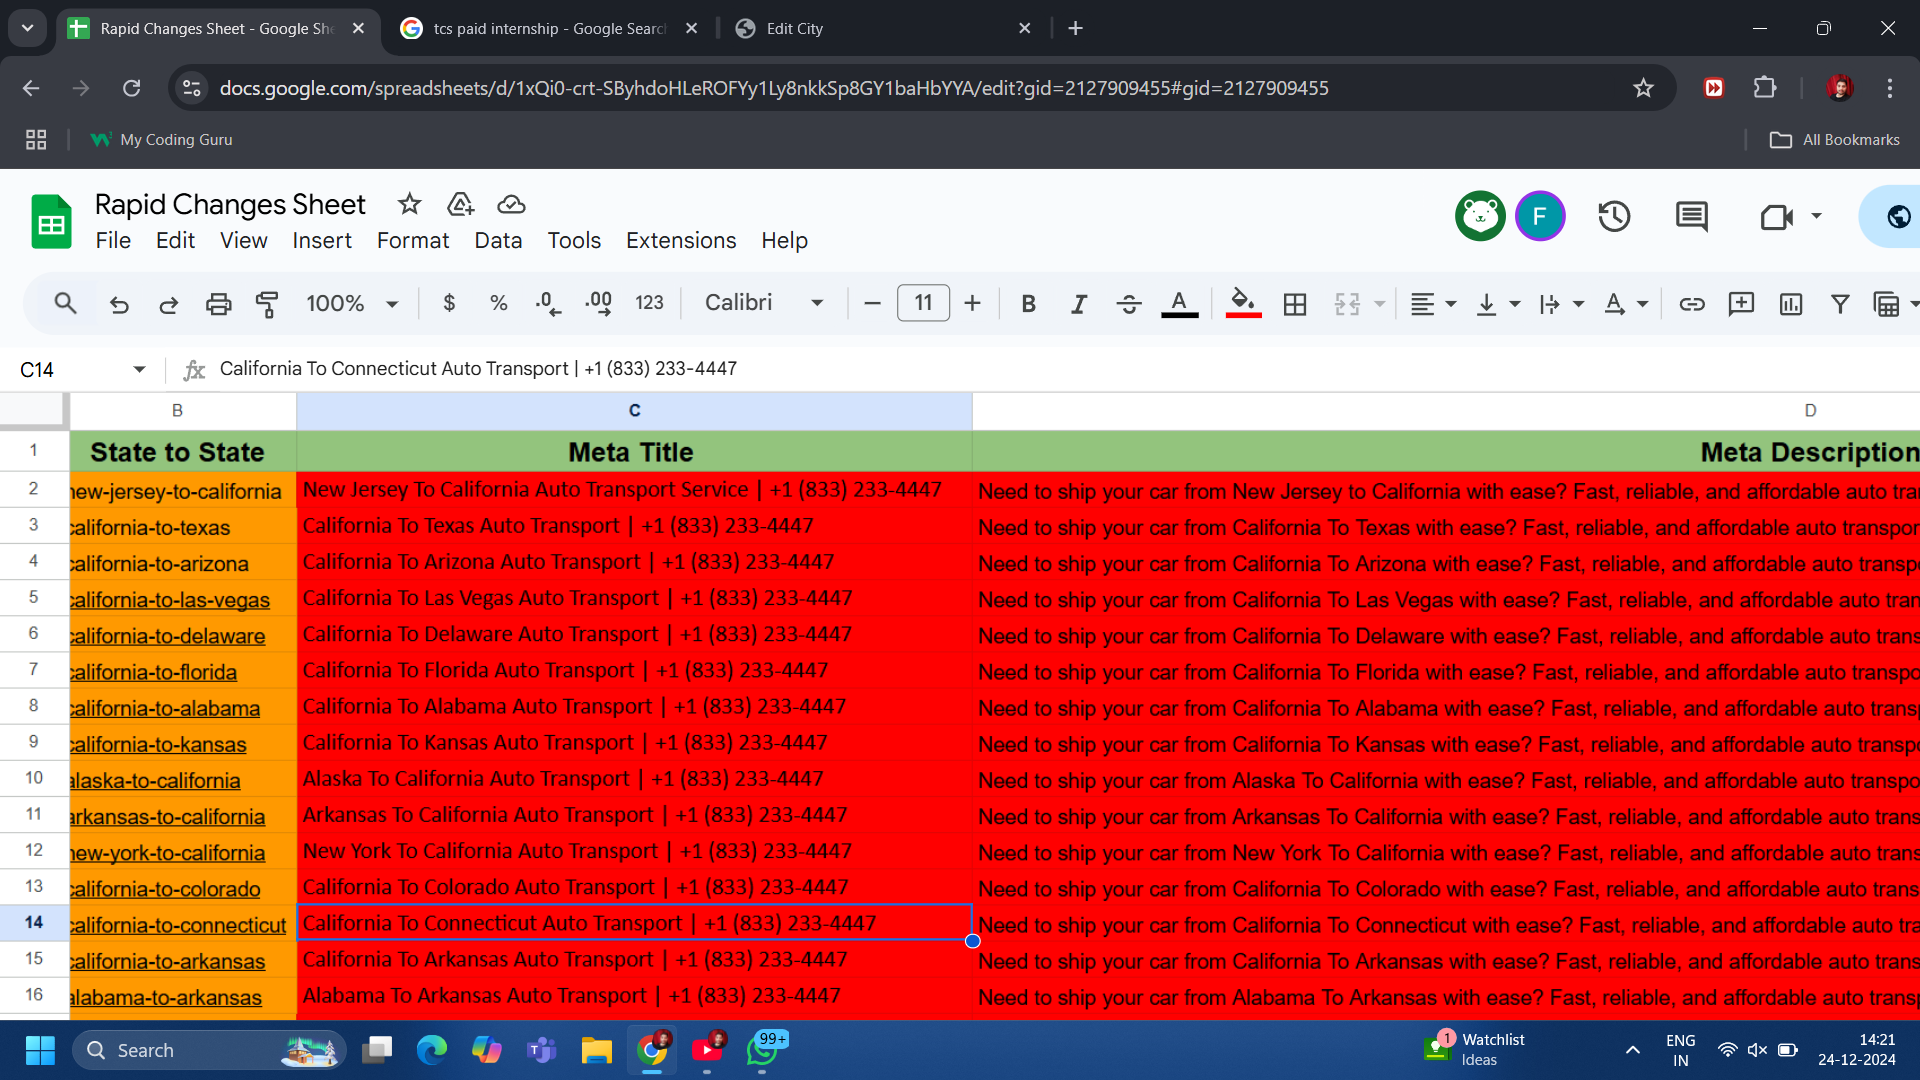 Rapid Changes Sheet - Google She
tcs paid internship - Google Search
Edit City
docs.google.com/spreadsheets/d/1xQi0-crt-SByhdoHLeROFYy1Ly8nkkSp8GY1baHbYYA/edit?gid=2127909455#gid=2127909455
My Coding Guru
All Bookmarks
Rapid Changes Sheet
F
File Edit View Insert Format Data Tools Extensions Help
100% $ % .0 .00 123 Calibri 11 B I A A
C14 fx California To Connecticut Auto Transport | +1 (833) 233-4447
B C D
1 State to State Meta Title Meta Description
2 new-jersey-to-california New Jersey To California Auto Transport Service | +1 (833) 233-4447 Need to ship your car from New Jersey to California with ease? Fast, reliable, and affordable auto tra
3 california-to-texas California To Texas Auto Transport | +1 (833) 233-4447 Need to ship your car from California To Texas with ease? Fast, reliable, and affordable auto transpor
4 california-to-arizona California To Arizona Auto Transport | +1 (833) 233-4447 Need to ship your car from California To Arizona with ease? Fast, reliable, and affordable auto transp
5 california-to-las-vegas California To Las Vegas Auto Transport | +1 (833) 233-4447 Need to ship your car from California To Las Vegas with ease? Fast, reliable, and affordable auto tran
6 california-to-delaware California To Delaware Auto Transport | +1 (833) 233-4447 Need to ship your car from California To Delaware with ease? Fast, reliable, and affordable auto trans
7 california-to-florida California To Florida Auto Transport | +1 (833) 233-4447 Need to ship your car from California To Florida with ease? Fast, reliable, and affordable auto transpo
8 california-to-alabama California To Alabama Auto Transport | +1 (833) 233-4447 Need to ship your car from California To Alabama with ease? Fast, reliable, and affordable auto transp
9 california-to-kansas California To Kansas Auto Transport | +1 (833) 233-4447 Need to ship your car from California To Kansas with ease? Fast, reliable, and affordable auto transpo
10 alaska-to-california Alaska To California Auto Transport | +1 (833) 233-4447 Need to ship your car from Alaska To California with ease? Fast, reliable, and affordable auto transpo
11 arkansas-to-california Arkansas To California Auto Transport | +1 (833) 233-4447 Need to ship your car from Arkansas To California with ease? Fast, reliable, and affordable auto trans
12 new-york-to-california New York To California Auto Transport | +1 (833) 233-4447 Need to ship your car from New York To California with ease? Fast, reliable, and affordable auto trans
13 california-to-colorado California To Colorado Auto Transport | +1 (833) 233-4447 Need to ship your car from California To Colorado with ease? Fast, reliable, and affordable auto trans
14 california-to-connecticut California To Connecticut Auto Transport | +1 (833) 233-4447 Need to ship your car from California To Connecticut with ease? Fast, reliable, and affordable auto tra
15 california-to-arkansas California To Arkansas Auto Transport | +1 (833) 233-4447 Need to ship your car from California To Arkansas with ease? Fast, reliable, and affordable auto trans
16 alabama-to-arkansas Alabama To Arkansas Auto Transport | +1 (833) 233-4447 Need to ship your car from Alabama To Arkansas with ease? Fast, reliable, and affordable auto transp
Search
99+
1
Watchlist
Ideas
ENG
IN
14:21
24-12-2024